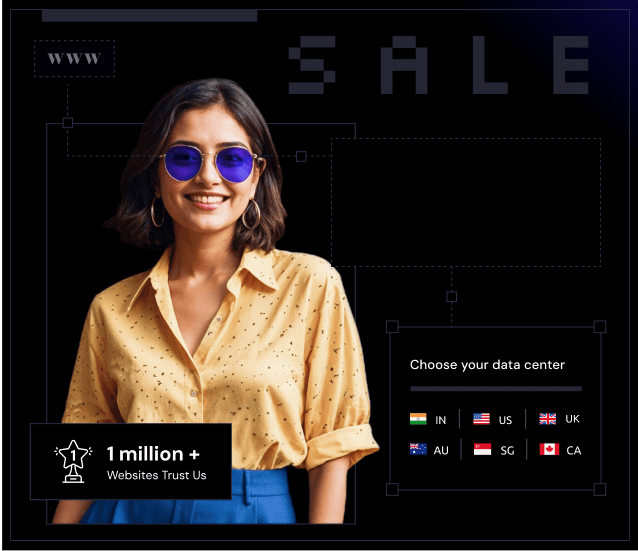 WWW
SALE
Choose your data center
IN US UK
AU SG CA
1
1 million +
Websites Trust Us